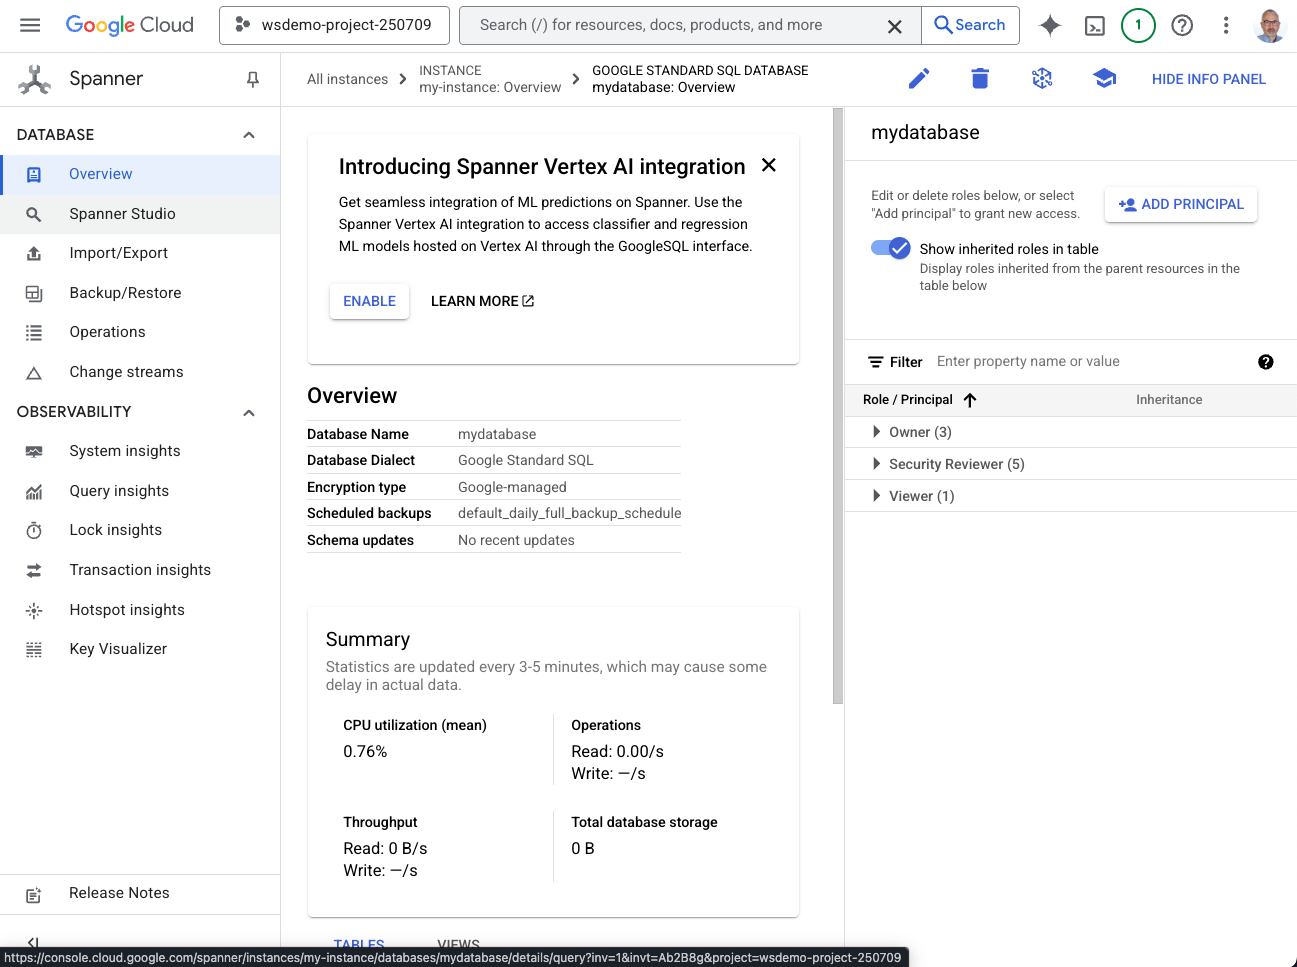 Google Cloud
wsdemo-project-250709
Search (/) for resources, docs, products, and more
Search
1
Spanner
All instances
INSTANCE
my-instance: Overview
GOOGLE STANDARD SQL DATABASE
mydatabase: Overview
HIDE INFO PANEL
DATABASE
Overview
Spanner Studio
Import/Export
Backup/Restore
Operations
Change streams
OBSERVABILITY
System insights
Query insights
Lock insights
Transaction insights
Hotspot insights
Key Visualizer
Release Notes
Introducing Spanner Vertex AI integration
Get seamless integration of ML predictions on Spanner. Use the
Spanner Vertex AI integration to access classifier and regression
ML models hosted on Vertex AI through the GoogleSQL interface.
ENABLE
LEARN MORE
Overview
Database Name mydatabase
Database Dialect Google Standard SQL
Encryption type Google-managed
Scheduled backups default_daily_full_backup_schedule
Schema updates No recent updates
Summary
Statistics are updated every 3-5 minutes, which may cause some
delay in actual data.
CPU utilization (mean)
0.76%
Operations
Read: 0.00/s
Write: —/s
Throughput
Read: 0 B/s
Write: —/s
Total database storage
0 B
TABLES
VIEWS
mydatabase
Edit or delete roles below, or select
"Add principal" to grant new access.
ADD PRINCIPAL
Show inherited roles in table
Display roles inherited from the parent resources in the
table below
Filter
Enter property name or value
Role / Principal
Inheritance
Owner (3)
Security Reviewer (5)
Viewer (1)
https://console.cloud.google.com/spanner/instances/my-instance/databases/mydatabase/details/query?inv=1&invt=Ab2B8g&project=wsdemo-project-250709